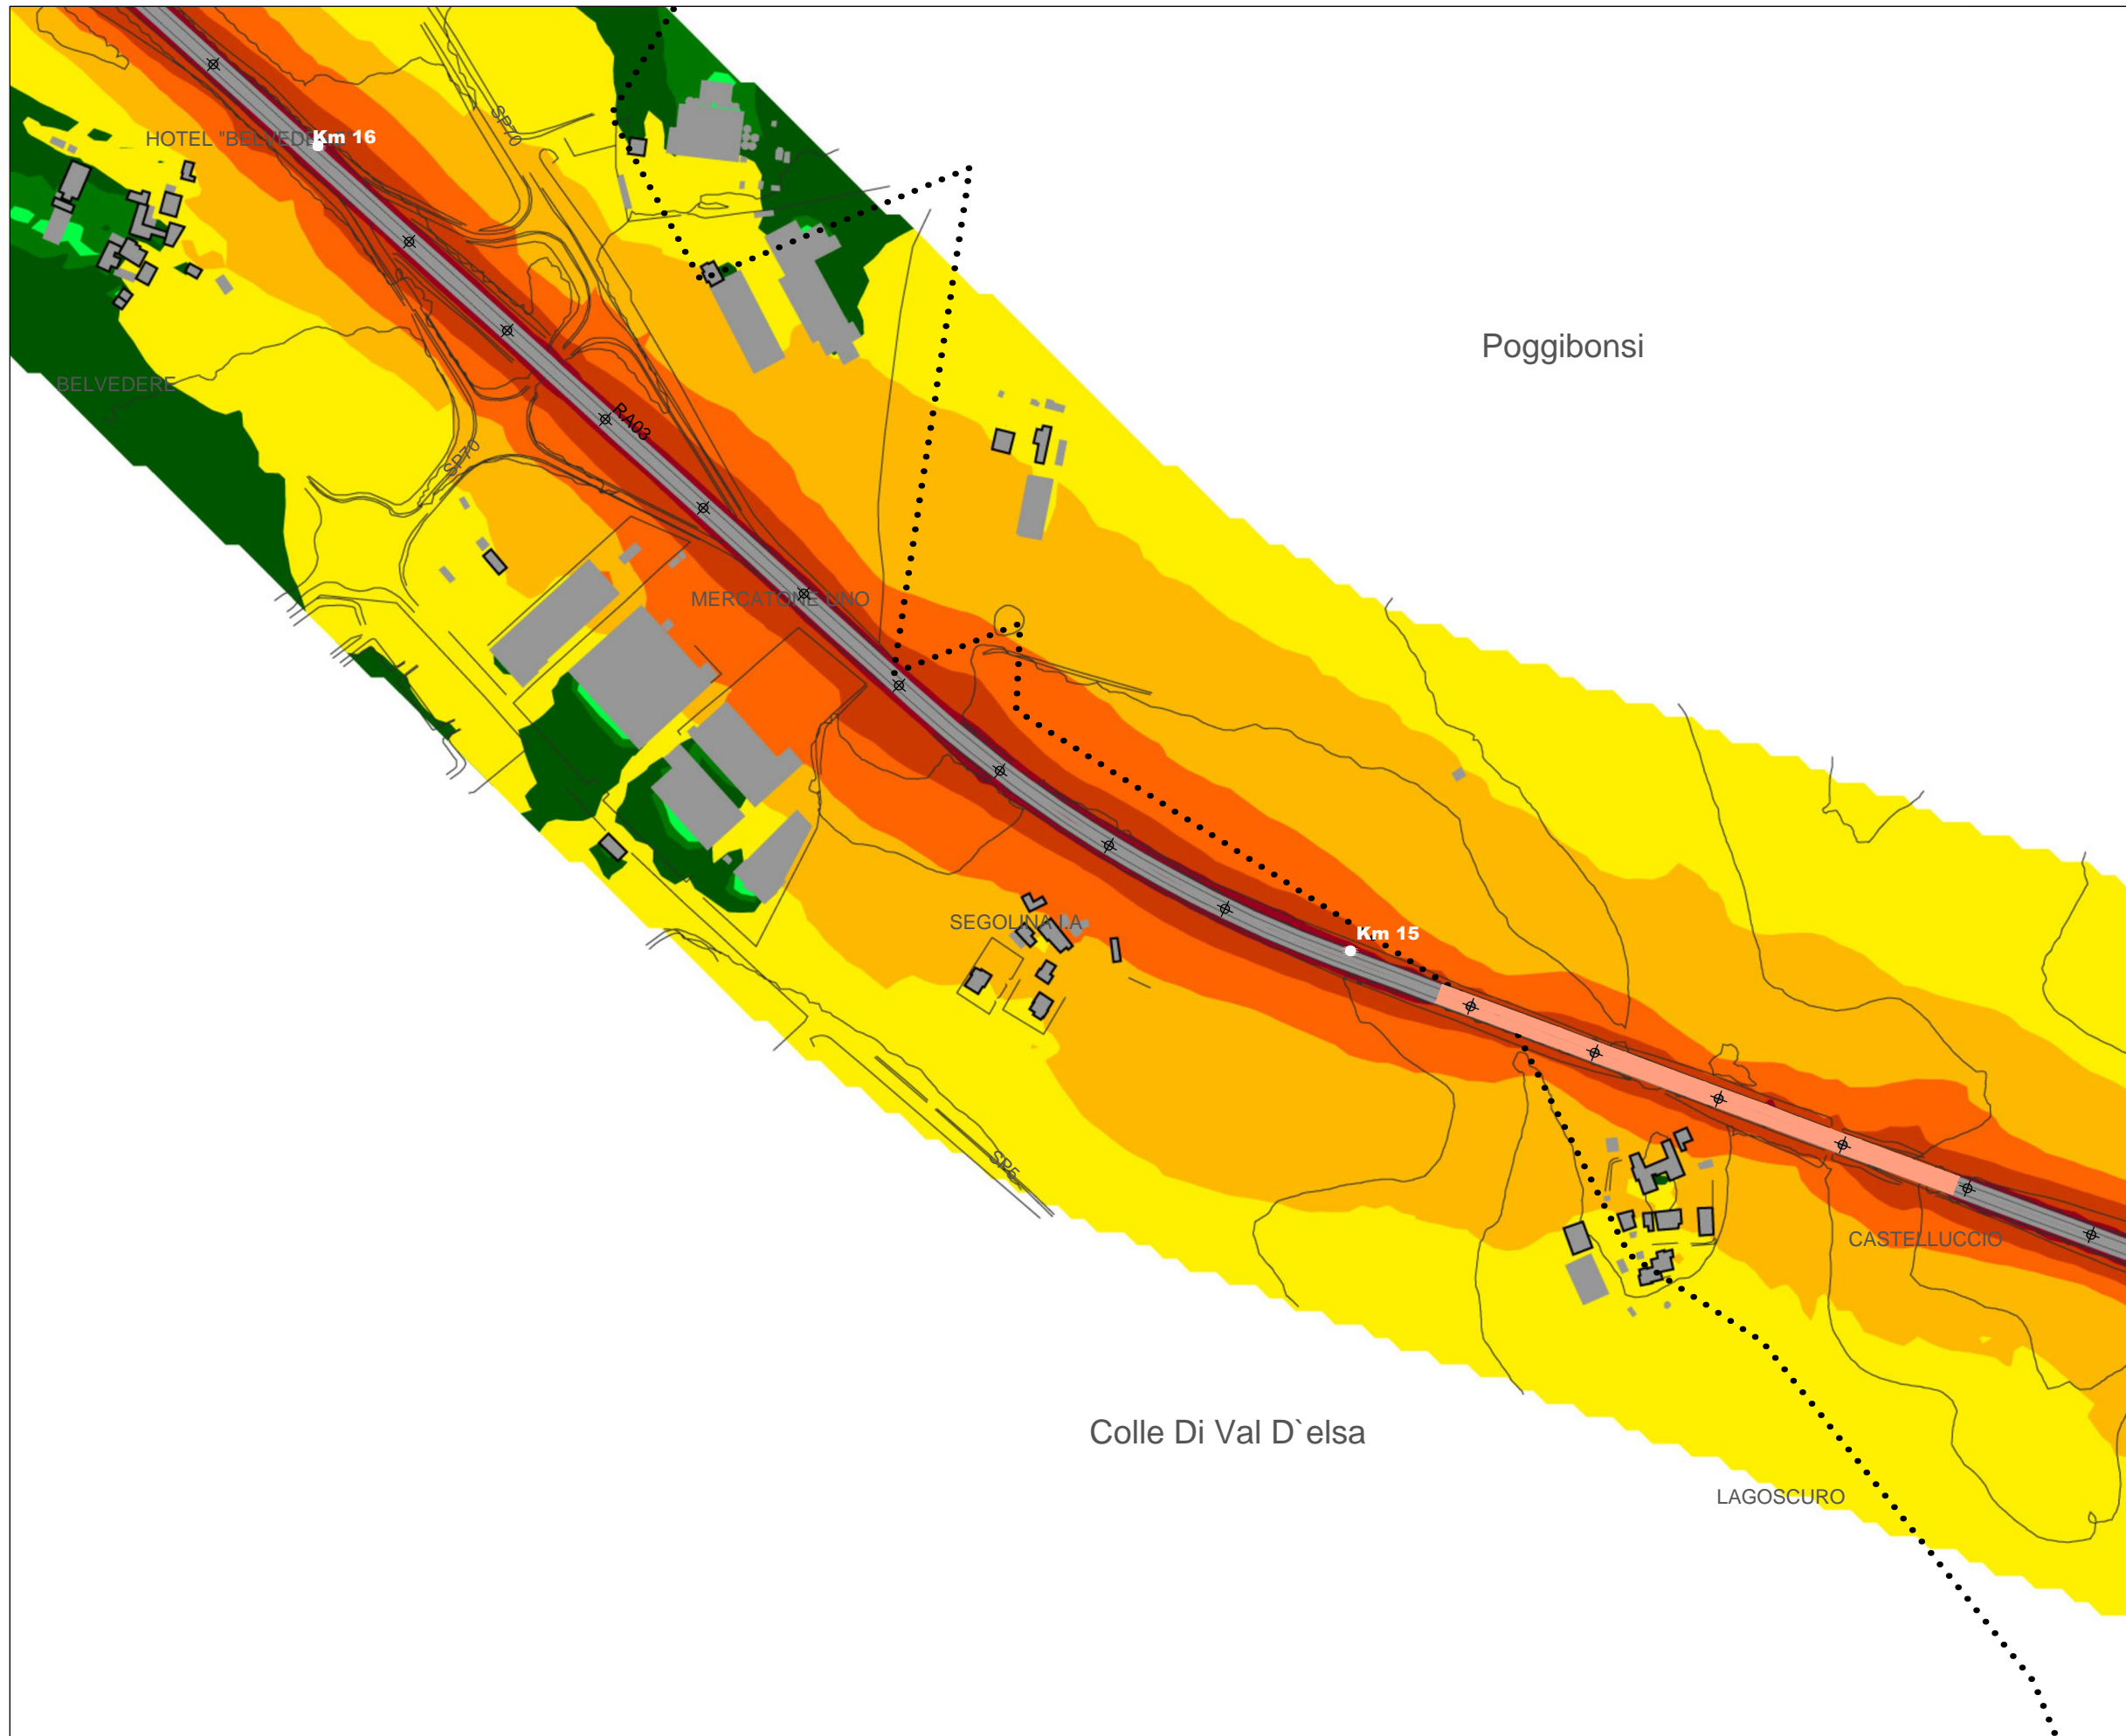 SP70
HOTEL "BELVEDE
Km 16
Poggibonsi
BELVEDERE
RA03
SP70
MERCATONE UNO
SEGOLINA I.A
Km 15
SP5
CASTELLUCCIO
Colle Di Val D`elsa
LAGOSCURO